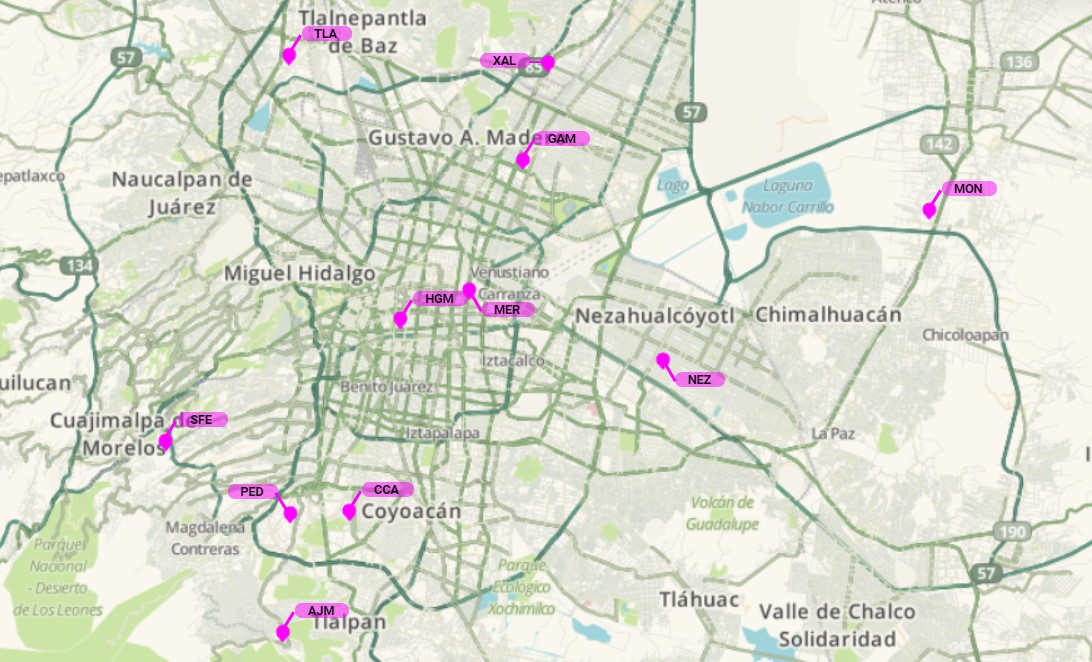 Tlalnepantla
de Baz
TLA
57
XAL
85
136
57
Gustavo A. Made
GAM
142
epatlaxco
Naucalpan de
Juárez
Lago
Laguna
Nabor Carrillo
MON
134
Miguel Hidalgo
Venustiano
Carranza
HGM
MER
Nezahualcóyotl
Chimalhuacán
Chicoloapan
Iztacalco
NEZ
uilucan
Benito Juárez
Cuajimalpa d
SFE
Morelos
Iztapalapa
La Paz
PED
CCA
Coyoacán
Volcán de
Guadalupe
Magdalena
Contreras
190
Parque
Nacional
- Desierto
de Los Leones
Parque
Ecológico
Xochimilco
57
AJM
Tlalpan
Tláhuac
Valle de Chalco
Solidaridad